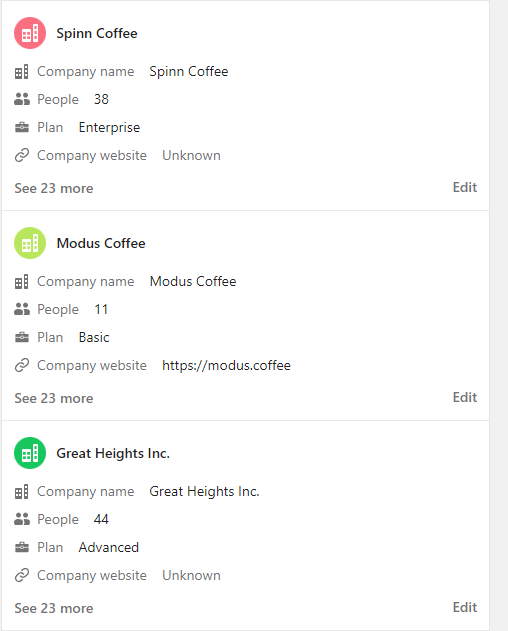 Spinn Coffee
Company name Spinn Coffee
People 38
Plan Enterprise
Company website Unknown
See 23 more Edit
Modus Coffee
Company name Modus Coffee
People 11
Plan Basic
Company website https://modus.coffee
See 23 more Edit
Great Heights Inc.
Company name Great Heights Inc.
People 44
Plan Advanced
Company website Unknown
See 23 more Edit